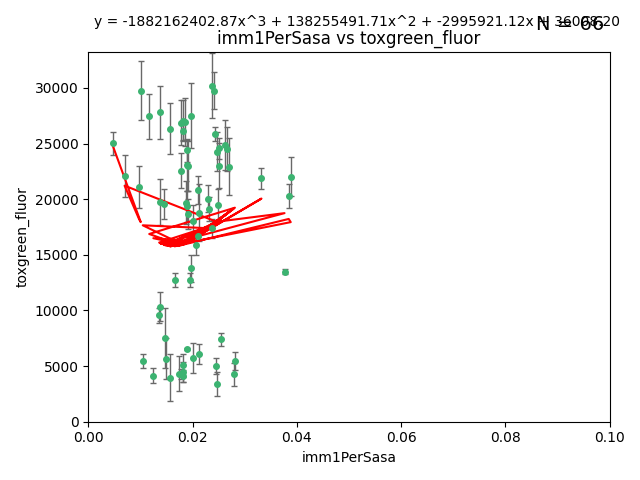 y = -1882162402.87x^3 + 138255491.71x^2 + -2995921.12x + 36008.20
N = 66
imm1PerSasa vs toxgreen_fluor
30000
25000
20000
15000
10000
5000
0
toxgreen_fluor
0.00 0.02 0.04 0.06 0.08 0.10
imm1PerSasa